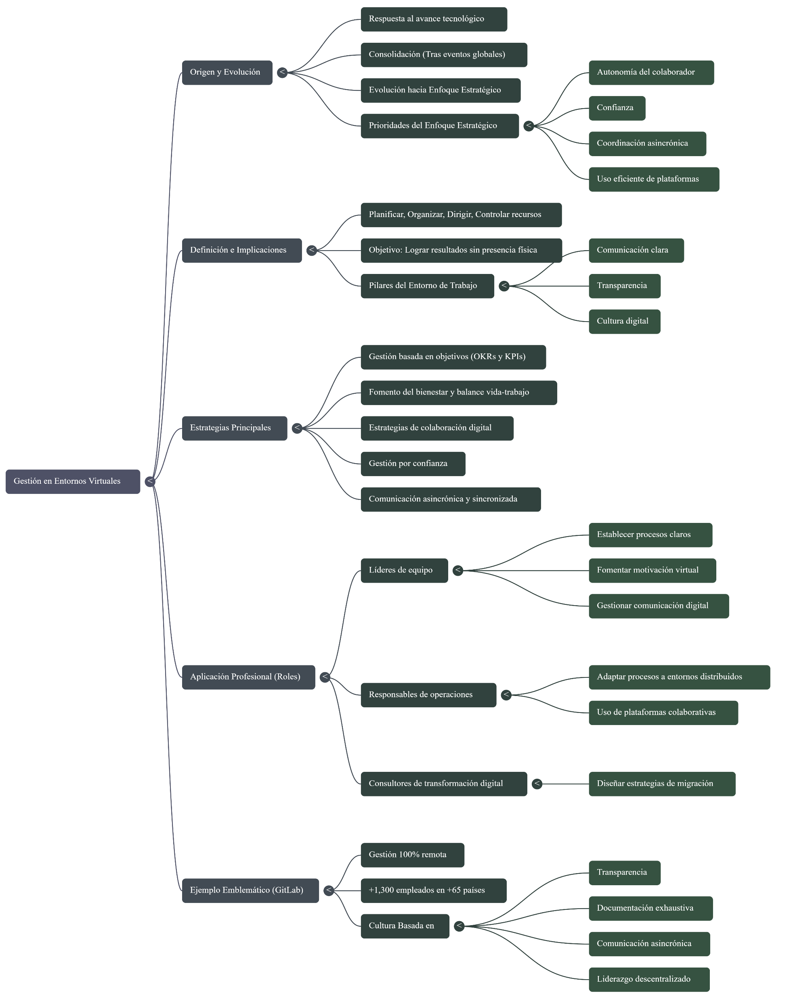 Gestión en Entornos Virtuales
Origen y Evolución
Respuesta al avance tecnológico
Consolidación (Tras eventos globales)
Evolución hacia Enfoque Estratégico
Prioridades del Enfoque Estratégico
Autonomía del colaborador
Confianza
Coordinación asincrónica
Uso eficiente de plataformas
Definición e Implicaciones
Planificar, Organizar, Dirigir, Controlar recursos
Objetivo: Lograr resultados sin presencia física
Pilares del Entorno de Trabajo
Comunicación clara
Transparencia
Cultura digital
Estrategias Principales
Gestión basada en objetivos (OKRs y KPIs)
Fomento del bienestar y balance vida-trabajo
Estrategias de colaboración digital
Gestión por confianza
Comunicación asincrónica y sincronizada
Aplicación Profesional (Roles)
Líderes de equipo
Establecer procesos claros
Fomentar motivación virtual
Gestionar comunicación digital
Responsables de operaciones
Adaptar procesos a entornos distribuidos
Uso de plataformas colaborativas
Consultores de transformación digital
Diseñar estrategias de migración
Ejemplo Emblemático (GitLab)
Gestión 100% remota
+1,300 empleados en +65 países
Cultura Basada en
Transparencia
Documentación exhaustiva
Comunicación asincrónica
Liderazgo descentralizado